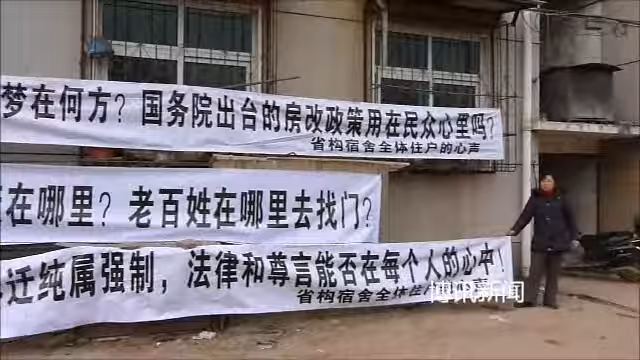 梦在何方？国务院出台的房改政策用在民众心里吗？
省构宿舍全体住户的心声
在哪里？老百姓在哪里去找门？
迁纯属强制，法律和尊言能否在每个人的心中！
省构宿舍全体住
博讯新闻